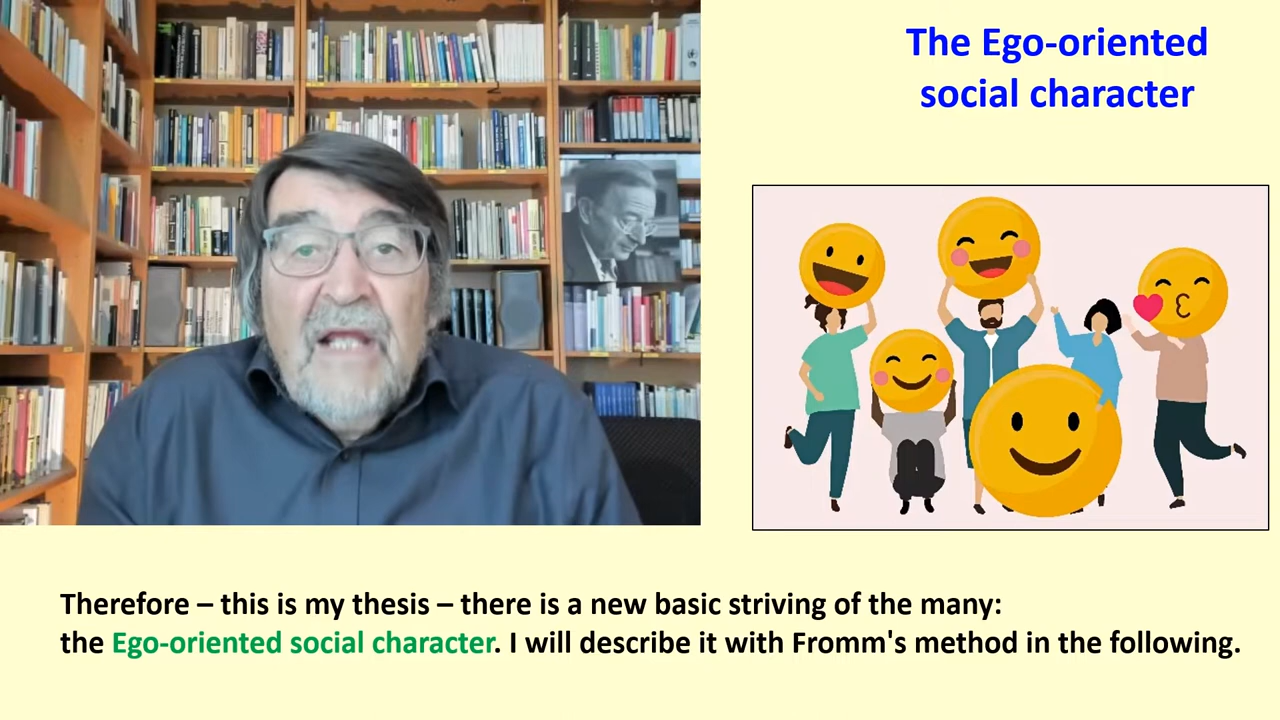 The Ego-oriented
social character
Therefore – this is my thesis – there is a new basic striving of the many:
the Ego-oriented social character. I will describe it with Fromm's method in the following.